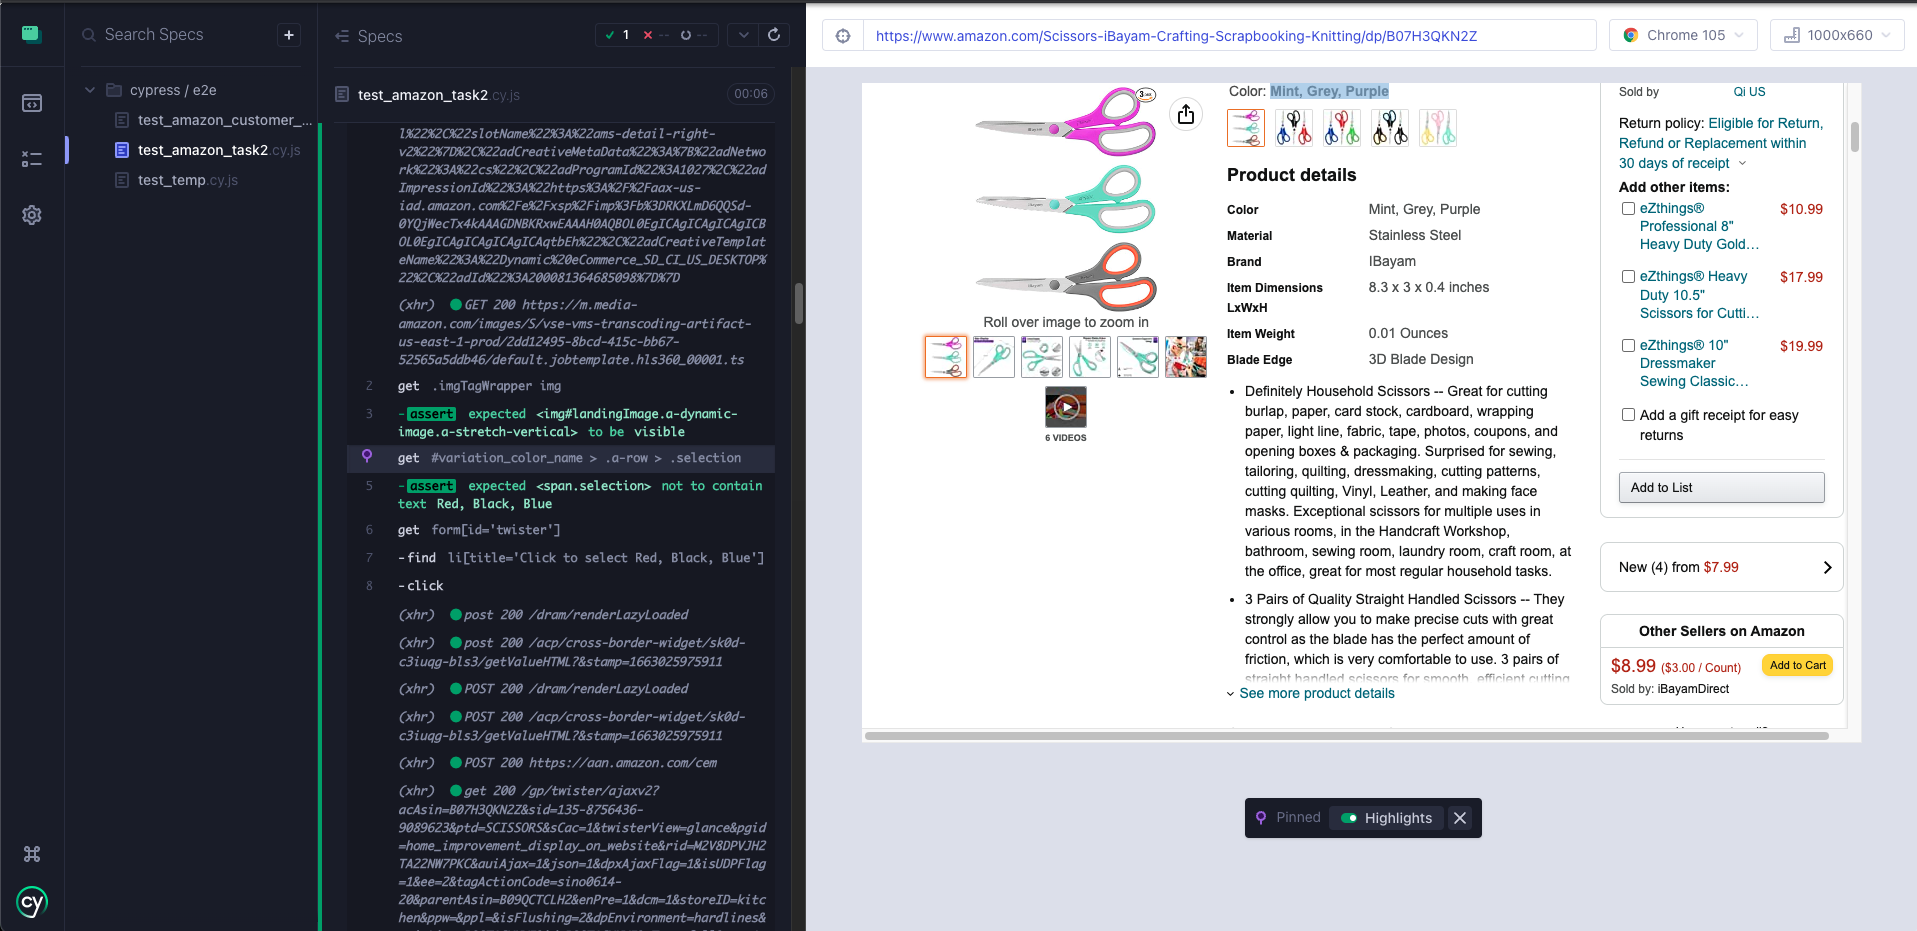 Search Specs
+
cypress / e2e
test_amazon_customer_...
test_amazon_task2.cy.js
test_temp.cy.js
cy
Specs
1
--
--
test_amazon_task2.cy.js
00:06
l%22%2C%22slotName%22%3A%22ams-detail-right-
v2%22%7D%2C%22adCreativeMetaData%22%3A%7B%22adNetwo
rk%22%3A%22cs%22%2C%22adProgramId%22%3A1027%2C%22ad
ImpressionId%22%3A%22https%3A%2F%2Faax-us-
iad.amazon.com%2Fe%2Fxsp%2Fimp%3Fb%3DRKXLmD6QQSd-
0YQjWecTx4kAAAGDNBKRxwEAAAH0AQBOL0EgICAgICAgICAgICB
OL0EgICAgICAgICAgICAqtbEh%22%2C%22adCreativeTemplat
eName%22%3A%22Dynamic%20eCommerce_SD_CI_US_DESKTOP%
22%2C%22adId%22%3A200081364685098%7D%7D
(xhr) GET 200 https://m.media-
amazon.com/images/S/vse-vms-transcoding-artifact-
us-east-1-prod/2dd12495-8bcd-415c-bb67-
52565a5ddb46/default.jobtemplate.hls360_00001.ts
2 get .imgTagWrapper img
3 -assert expected <img#landingImage.a-dynamic-
image.a-stretch-vertical> to be visible
get #variation_color_name > .a-row > .selection
5 -assert expected <span.selection> not to contain
text Red, Black, Blue
6 get form[id='twister']
7 -find li[title='Click to select Red, Black, Blue']
8 -click
(xhr) post 200 /dram/renderLazyLoaded
(xhr) post 200 /acp/cross-border-widget/sk0d-
c3iuqg-bls3/getValueHTML?&stamp=1663025975911
(xhr) POST 200 /dram/renderLazyLoaded
(xhr) POST 200 /acp/cross-border-widget/sk0d-
c3iuqg-bls3/getValueHTML?&stamp=1663025975911
(xhr) POST 200 https://aan.amazon.com/cem
(xhr) get 200 /gp/twister/ajaxv2?
acAsin=B07H3QKN2Z&sid=135-8756436-
9089623&ptd=SCISSORS&sCac=1&twisterView=glance&pgid
=home_improvement_display_on_website&rid=M2V8DPVJH2
TA22NW7PKC&auiAjax=1&json=1&dpxAjaxFlag=1&isUDPFlag
=1&ee=2&tagActionCode=sino0614-
20&parentAsin=B09QCTCLH2&enPre=1&dcm=1&storeID=kitc
hen&ppw=&ppl=&isFlushing=2&dpEnvironment=hardlines&
https://www.amazon.com/Scissors-iBayam-Crafting-Scrapbooking-Knitting/dp/B07H3QKN2Z
Chrome 105
1000x660
Roll over image to zoom in
6 VIDEOS
Color: Mint, Grey, Purple
Product details
Color Mint, Grey, Purple
Material Stainless Steel
Brand IBayam
Item Dimensions 8.3 x 3 x 0.4 inches
LxWxH
Item Weight 0.01 Ounces
Blade Edge 3D Blade Design
• Definitely Household Scissors -- Great for cutting
burlap, paper, card stock, cardboard, wrapping
paper, light line, fabric, tape, photos, coupons, and
opening boxes & packaging. Surprised for sewing,
tailoring, quilting, dressmaking, cutting patterns,
cutting quilting, Vinyl, Leather, and making face
masks. Exceptional scissors for multiple uses in
various rooms, in the Handcraft Workshop,
bathroom, sewing room, laundry room, craft room, at
the office, great for most regular household tasks.
• 3 Pairs of Quality Straight Handled Scissors -- They
strongly allow you to make precise cuts with great
control as the blade has the perfect amount of
friction, which is very comfortable to use. 3 pairs of
straight handled scissors for smooth, efficient cutting
See more product details
Sold by Qi US
Return policy: Eligible for Return,
Refund or Replacement within
30 days of receipt
Add other items:
eZthings® $10.99
Professional 8"
Heavy Duty Gold…
eZthings® Heavy $17.99
Duty 10.5"
Scissors for Cutti…
eZthings® 10" $19.99
Dressmaker
Sewing Classic…
Add a gift receipt for easy
returns
Add to List
New (4) from $7.99
Other Sellers on Amazon
$8.99 ($3.00 / Count) Add to Cart
Sold by: iBayamDirect
Pinned
Highlights